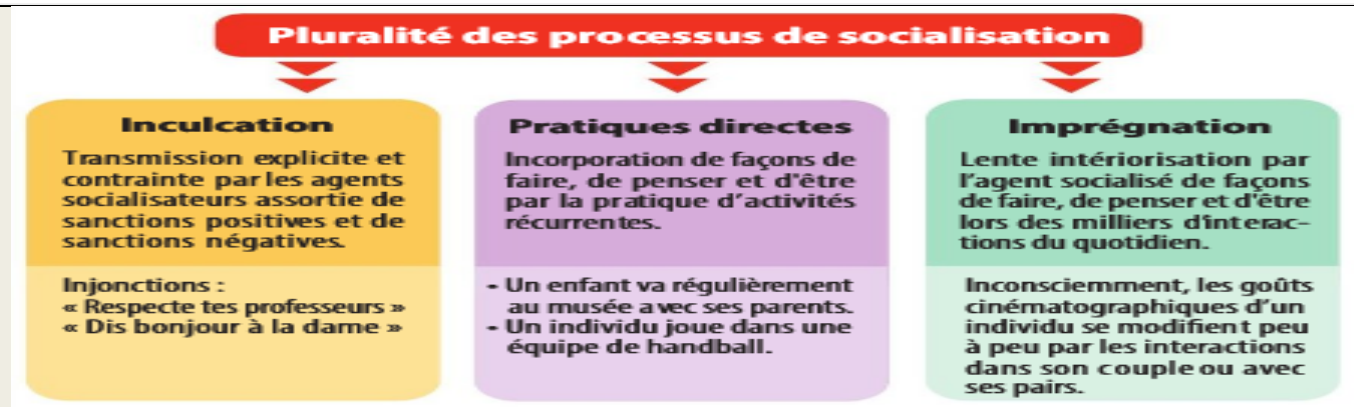 Pluralité des processus de socialisation
Inculcation
Transmission explicite et
contrainte par les agents
socialisateurs assortie de
sanctions positives et de
sanctions négatives.
Injonctions :
« Respecte tes professeurs »
« Dis bonjour à la dame »
Pratiques directes
Incorporation de façons de
faire, de penser et d'être
par la pratique d'activités
récurrentes.
- Un enfant va régulièrement
au musée avec ses parents.
- Un individu joue dans une
équipe de handball.
Imprégnation
Lente intériorisation par
l'agent socialisé de façons
de faire, de penser et d'être
lors des milliers d'interac-
tions du quotidien.
Inconsciemment, les goûts
cinématographiques d'un
individu se modifient peu
à peu par les interactions
dans son couple ou avec
ses pairs.